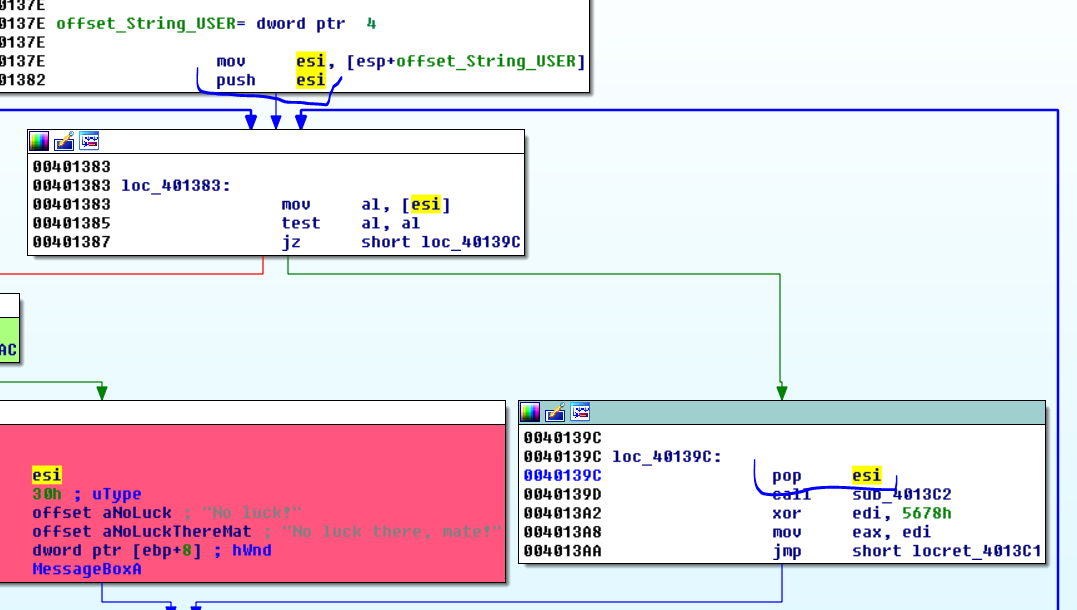 0137E
0137E offset_String_USER= dword ptr 4
0137E
0137E mov esi, [esp+offset_String_USER]
01382 push esi
00401383
00401383 loc_401383:
00401383 mov al, [esi]
00401385 test al, al
00401387 jz short loc_40139C
AC
esi
30h ; uType
offset aNoLuck ; "No luck!"
offset aNoLuckThereMat ; "No luck there, mate!"
dword ptr [ebp+8] ; hWnd
MessageBoxA
0040139C
0040139C loc_40139C:
0040139C pop esi
0040139D call sub_4013C2
004013A2 xor edi, 5678h
004013A8 mov eax, edi
004013AA jmp short locret_4013C1